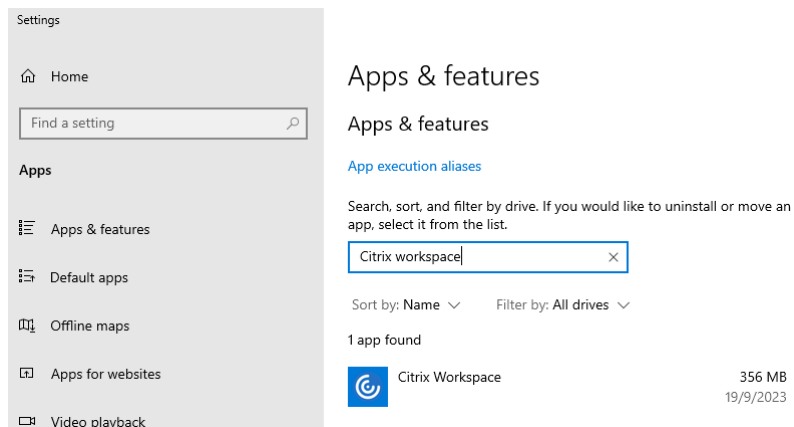 Settings
Home
Find a setting
Apps
Apps & features
Default apps
Offline maps
Apps for websites
Video playback
Apps & features
Apps & features
App execution aliases
Search, sort, and filter by drive. If you would like to uninstall or move an
app, select it from the list.
Citrix workspace
Sort by: Name
Filter by: All drives
1 app found
Citrix Workspace
356 MB
19/9/2023